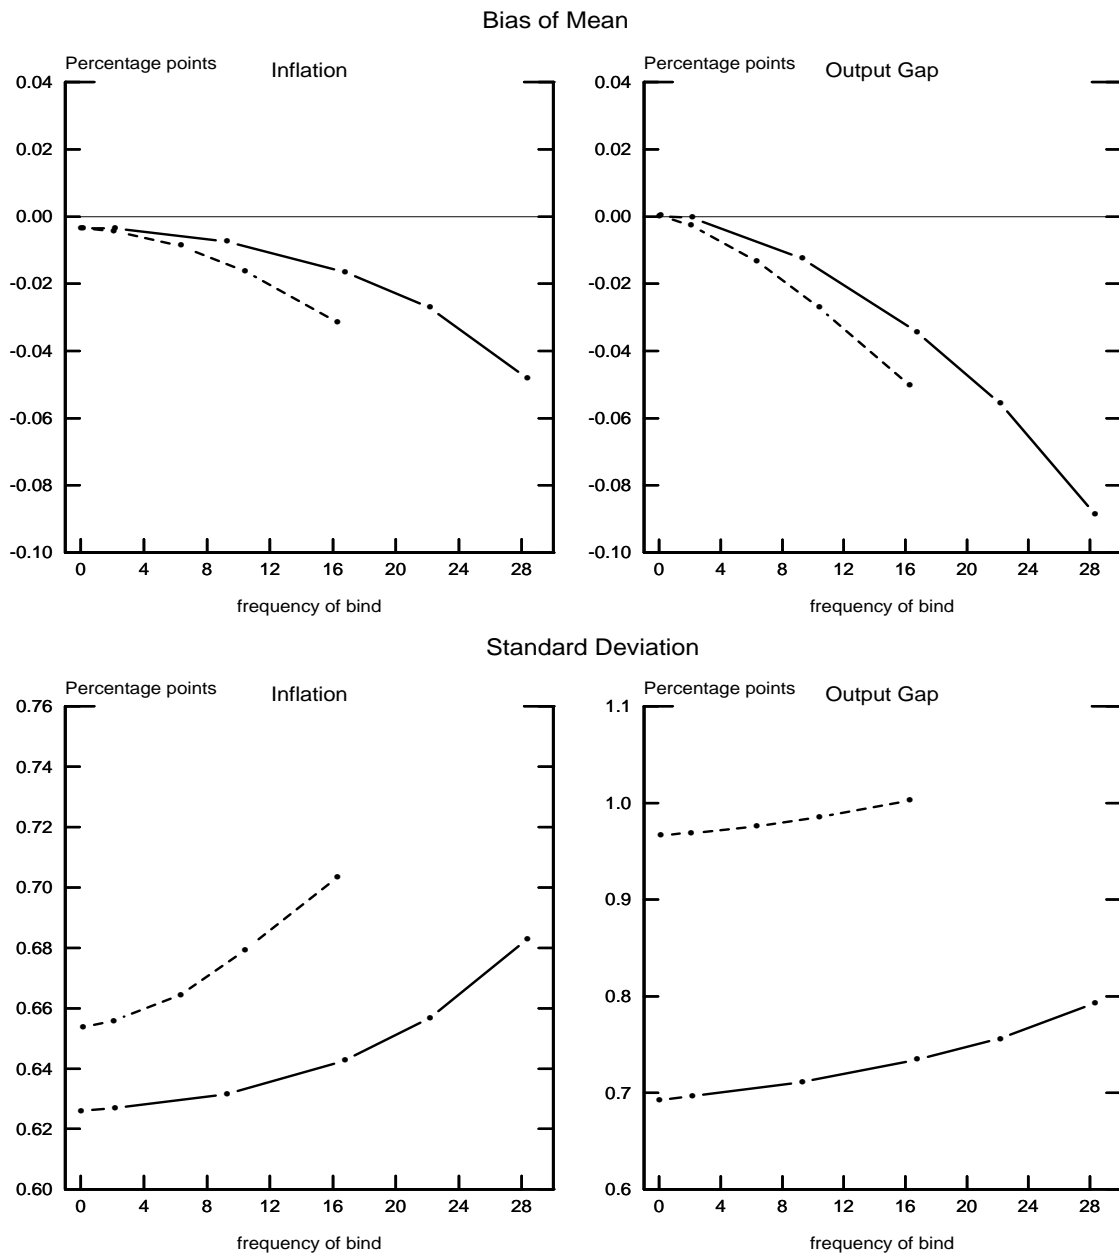 Bias of Mean
Percentage points
Inflation
0.04
0.02
0.00
-0.02
-0.04
-0.06
-0.08
-0.10
0 4 8 12 16 20 24 28
frequency of bind
Percentage points
Output Gap
0.04
0.02
0.00
-0.02
-0.04
-0.06
-0.08
-0.10
0 4 8 12 16 20 24 28
frequency of bind
Standard Deviation
Percentage points
Inflation
0.76
0.74
0.72
0.70
0.68
0.66
0.64
0.62
0.60
0 4 8 12 16 20 24 28
frequency of bind
Percentage points
Output Gap
1.1
1.0
0.9
0.8
0.7
0.6
0 4 8 12 16 20 24 28
frequency of bind